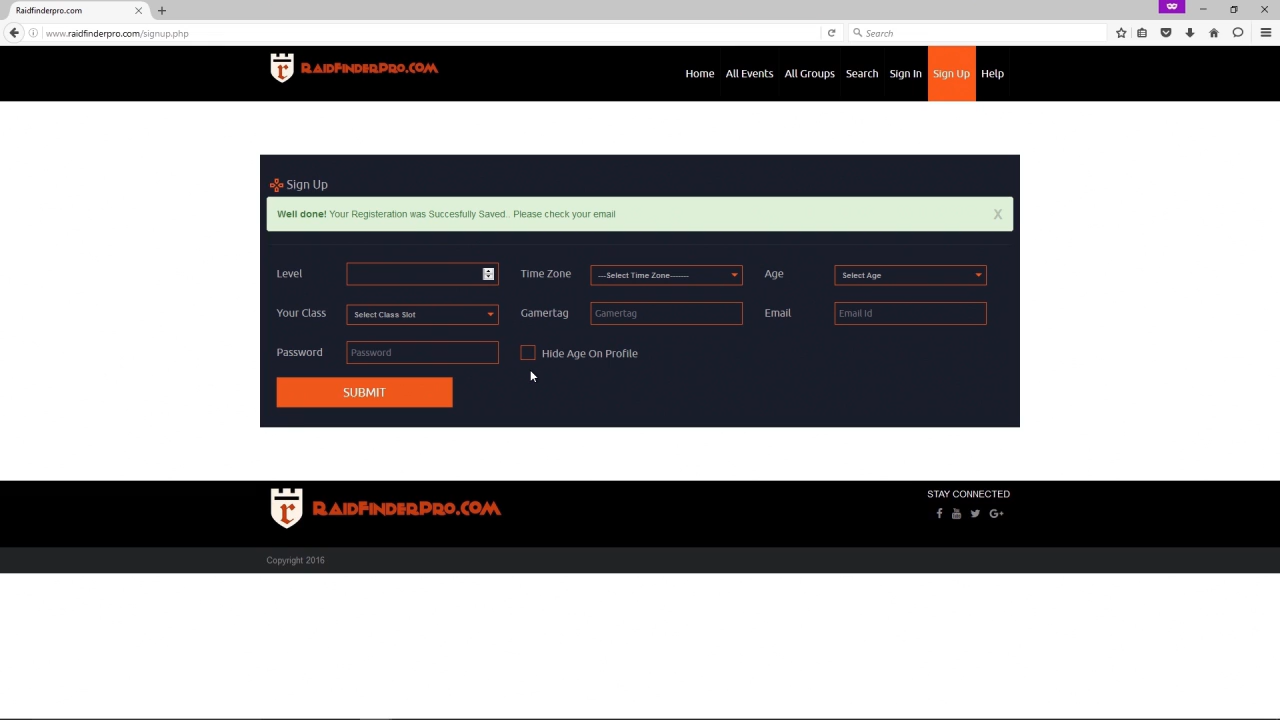 Raidfinderpro.com
www.raidfinderpro.com/signup.php
Search
RaidFinderPro.com
Home
All Events
All Groups
Search
Sign In
Sign Up
Help
Sign Up
Well done! Your Registeration was Succesfully Saved.. Please check your email
X
Level
Time Zone
---Select Time Zone-------
Age
Select Age
Your Class
Select Class Slot
Gamertag
Gamertag
Email
Email Id
Password
Password
Hide Age On Profile
SUBMIT
r RaidFinderPro.com
STAY CONNECTED
Copyright 2016